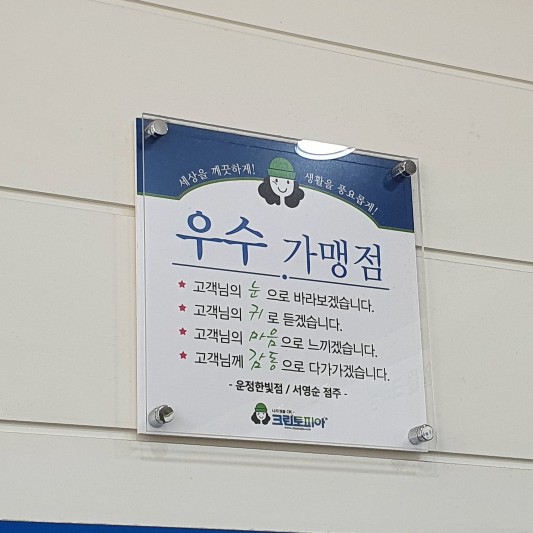 세상을 깨끗하게! 생활을 풍요롭게!
우수 가맹점
★ 고객님의 눈 으로 바라보겠습니다.
★ 고객님의 귀 로 듣겠습니다.
★ 고객님의 마음 으로 느끼겠습니다.
★ 고객님께 감동 으로 다가가겠습니다.
- 운정한빛점 / 서영순 점주 -
크린토피아